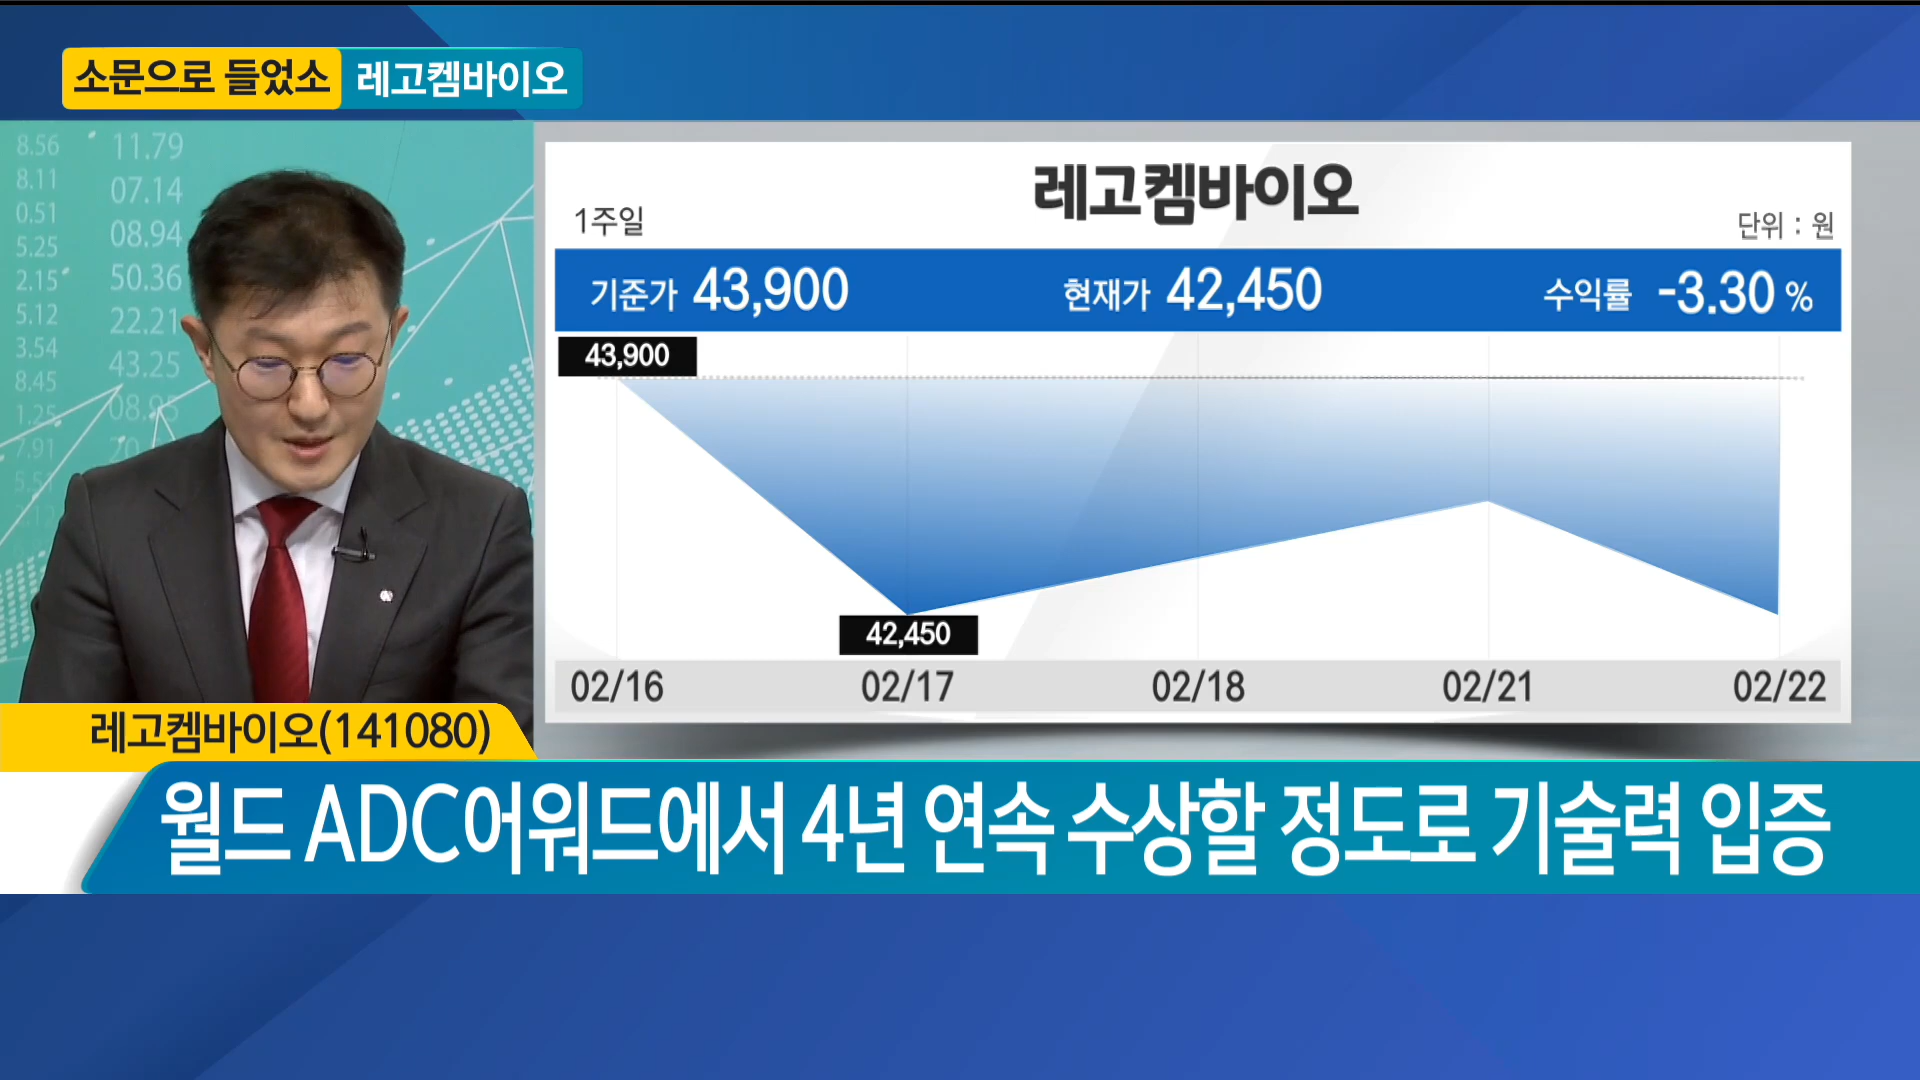 소문으로 들었소 레고켐바이오
8.56 11.79
8.11 07.14
0.51 08.94
5.25
2.15 50.36
5.12 22.21
3.54 43.25
8.45
1.25 08.95
7.91
레고켐바이오
1주일
단위 : 원
기준가 43,900 현재가 42,450 수익률 -3.30 %
43,900
42,450
02/16 02/17 02/18 02/21 02/22
레고켐바이오(141080)
월드 ADC어워드에서 4년 연속 수상할 정도로 기술력 입증